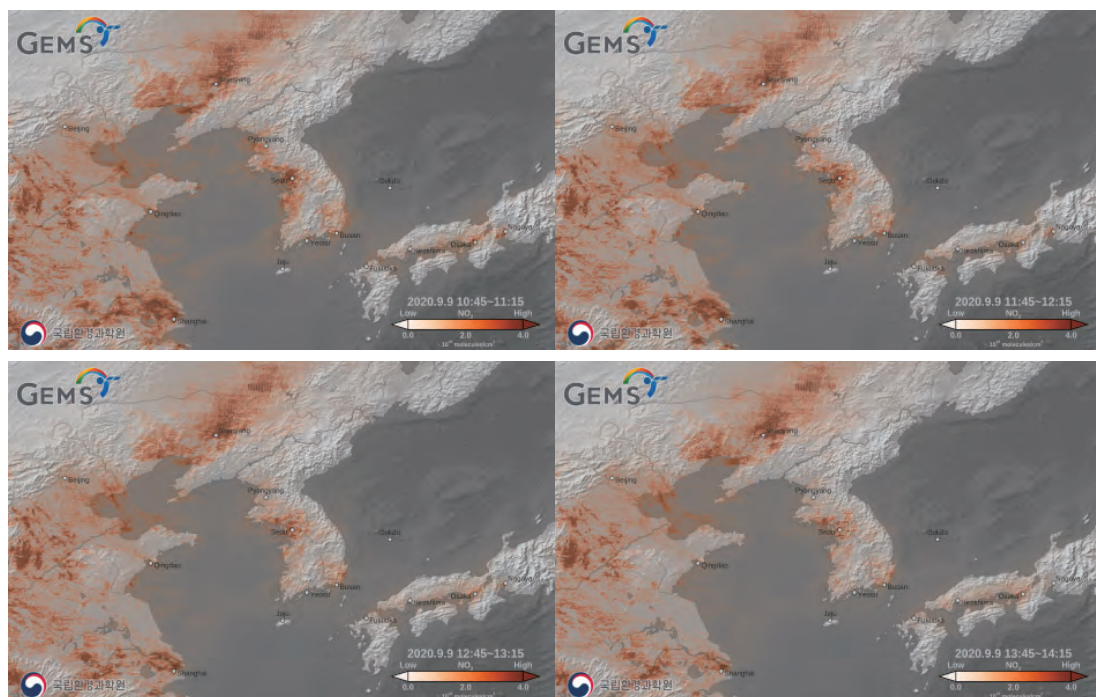 GEMS
Shenyang
Beijing
Pyongyang
Seoul
Dokdo
Qingdao
Yeosu
Busan
Jeju
Hiroshima
Osaka
Nagoya
Fukuoka
Shanghai
2020.9.9 10:45~11:15
Low NO₂ High
0.0 2.0 4.0
국립환경과학원
GEMS
Shenyang
Beijing
Pyongyang
Seoul
Dokdo
Qingdao
Yeosu
Busan
Jeju
Hiroshima
Osaka
Nagoya
Fukuoka
Shanghai
2020.9.9 11:45~12:15
Low NO₂ High
0.0 2.0 4.0
국립환경과학원
GEMS
Shenyang
Beijing
Pyongyang
Seoul
Dokdo
Qingdao
Yeosu
Busan
Jeju
Hiroshima
Osaka
Nagoya
Fukuoka
Shanghai
2020.9.9 12:45~13:15
Low NO₂ High
0.0 2.0 4.0
국립환경과학원
GEMS
Shenyang
Beijing
Pyongyang
Seoul
Dokdo
Qingdao
Yeosu
Busan
Jeju
Hiroshima
Osaka
Nagoya
Fukuoka
Shanghai
2020.9.9 13:45~14:15
Low NO₂ High
0.0 2.0 4.0
국립환경과학원